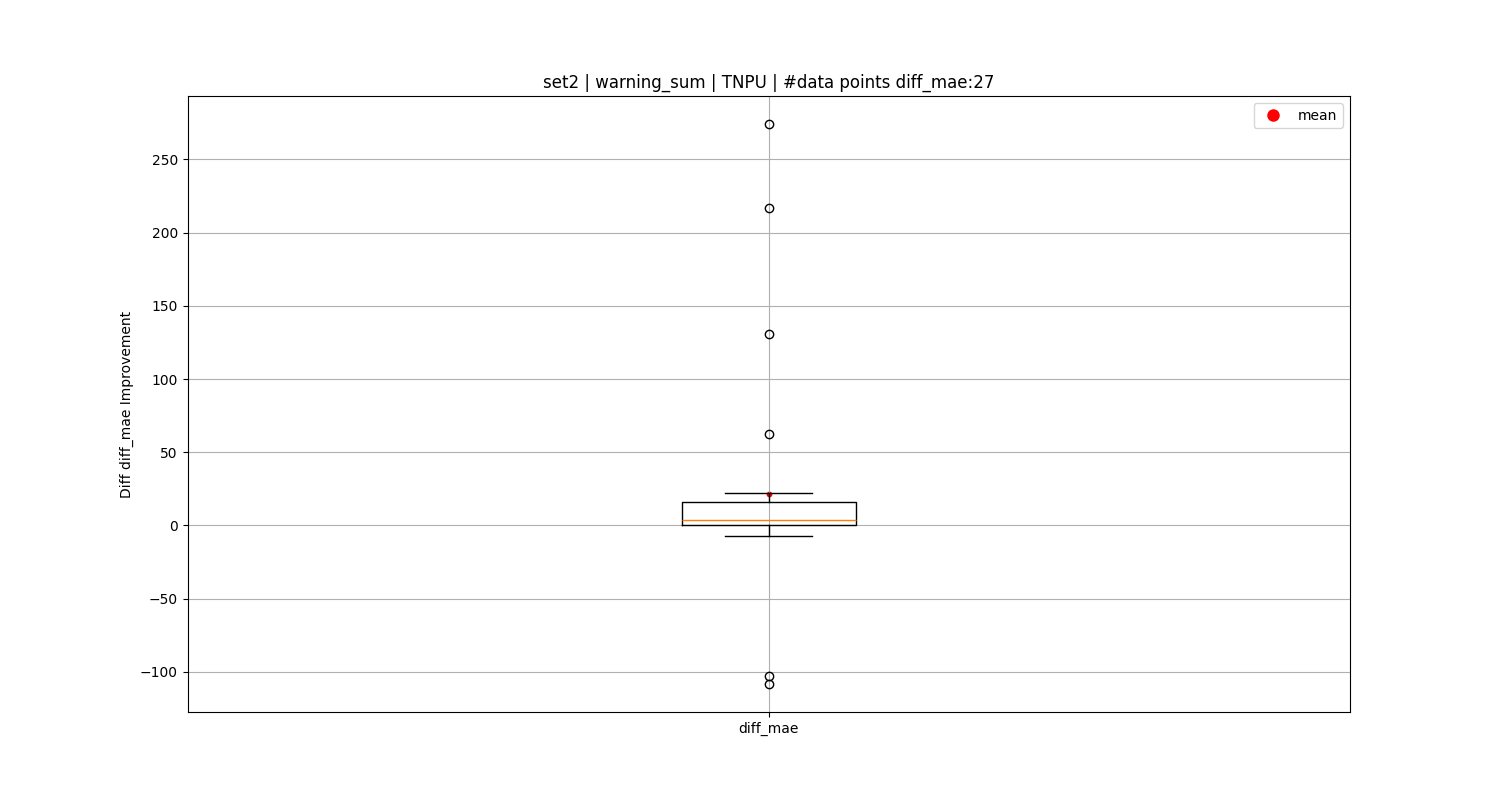 set2 | warning_sum | TNPU | #data points diff_mae:27
mean
250
200
150
100
50
0
−50
−100
Diff diff_mae Improvement
diff_mae